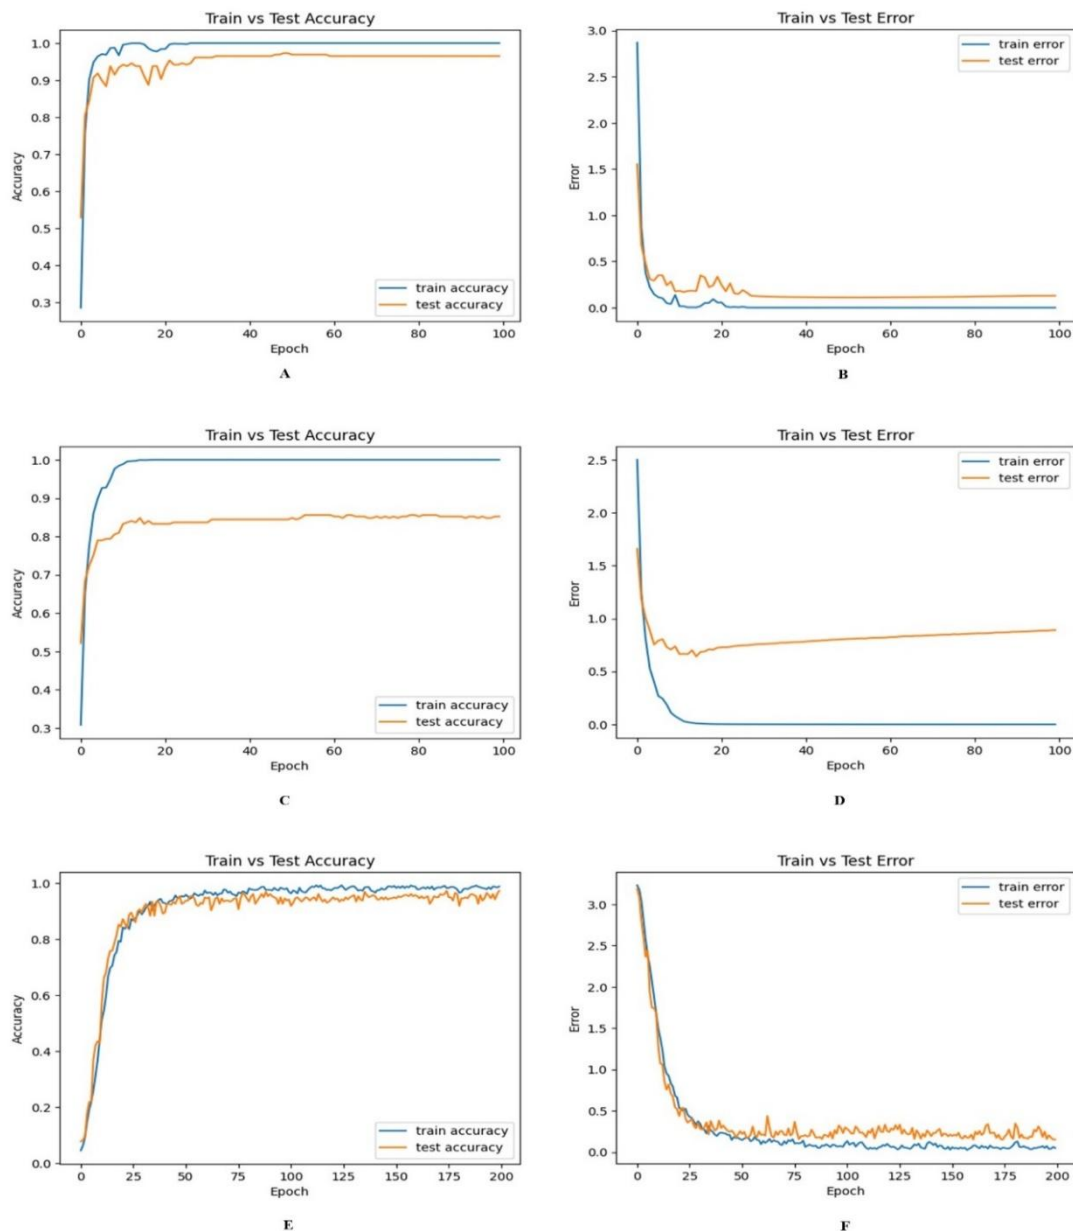 Train vs Test Accuracy
1.0
0.9
0.8
0.7
0.6
0.5
0.4
0.3
Accuracy
train accuracy
test accuracy
0 20 40 60 80 100
Epoch
A
Train vs Test Error
3.0
2.5
2.0
1.5
1.0
0.5
0.0
Error
train error
test error
0 20 40 60 80 100
Epoch
B
Train vs Test Accuracy
1.0
0.9
0.8
0.7
0.6
0.5
0.4
0.3
Accuracy
train accuracy
test accuracy
0 20 40 60 80 100
Epoch
C
Train vs Test Error
2.5
2.0
1.5
1.0
0.5
0.0
Error
train error
test error
0 20 40 60 80 100
Epoch
D
Train vs Test Accuracy
1.0
0.8
0.6
0.4
0.2
0.0
Accuracy
train accuracy
test accuracy
0 25 50 75 100 125 150 175 200
Epoch
E
Train vs Test Error
3.0
2.5
2.0
1.5
1.0
0.5
0.0
Error
train error
test error
0 25 50 75 100 125 150 175 200
Epoch
F